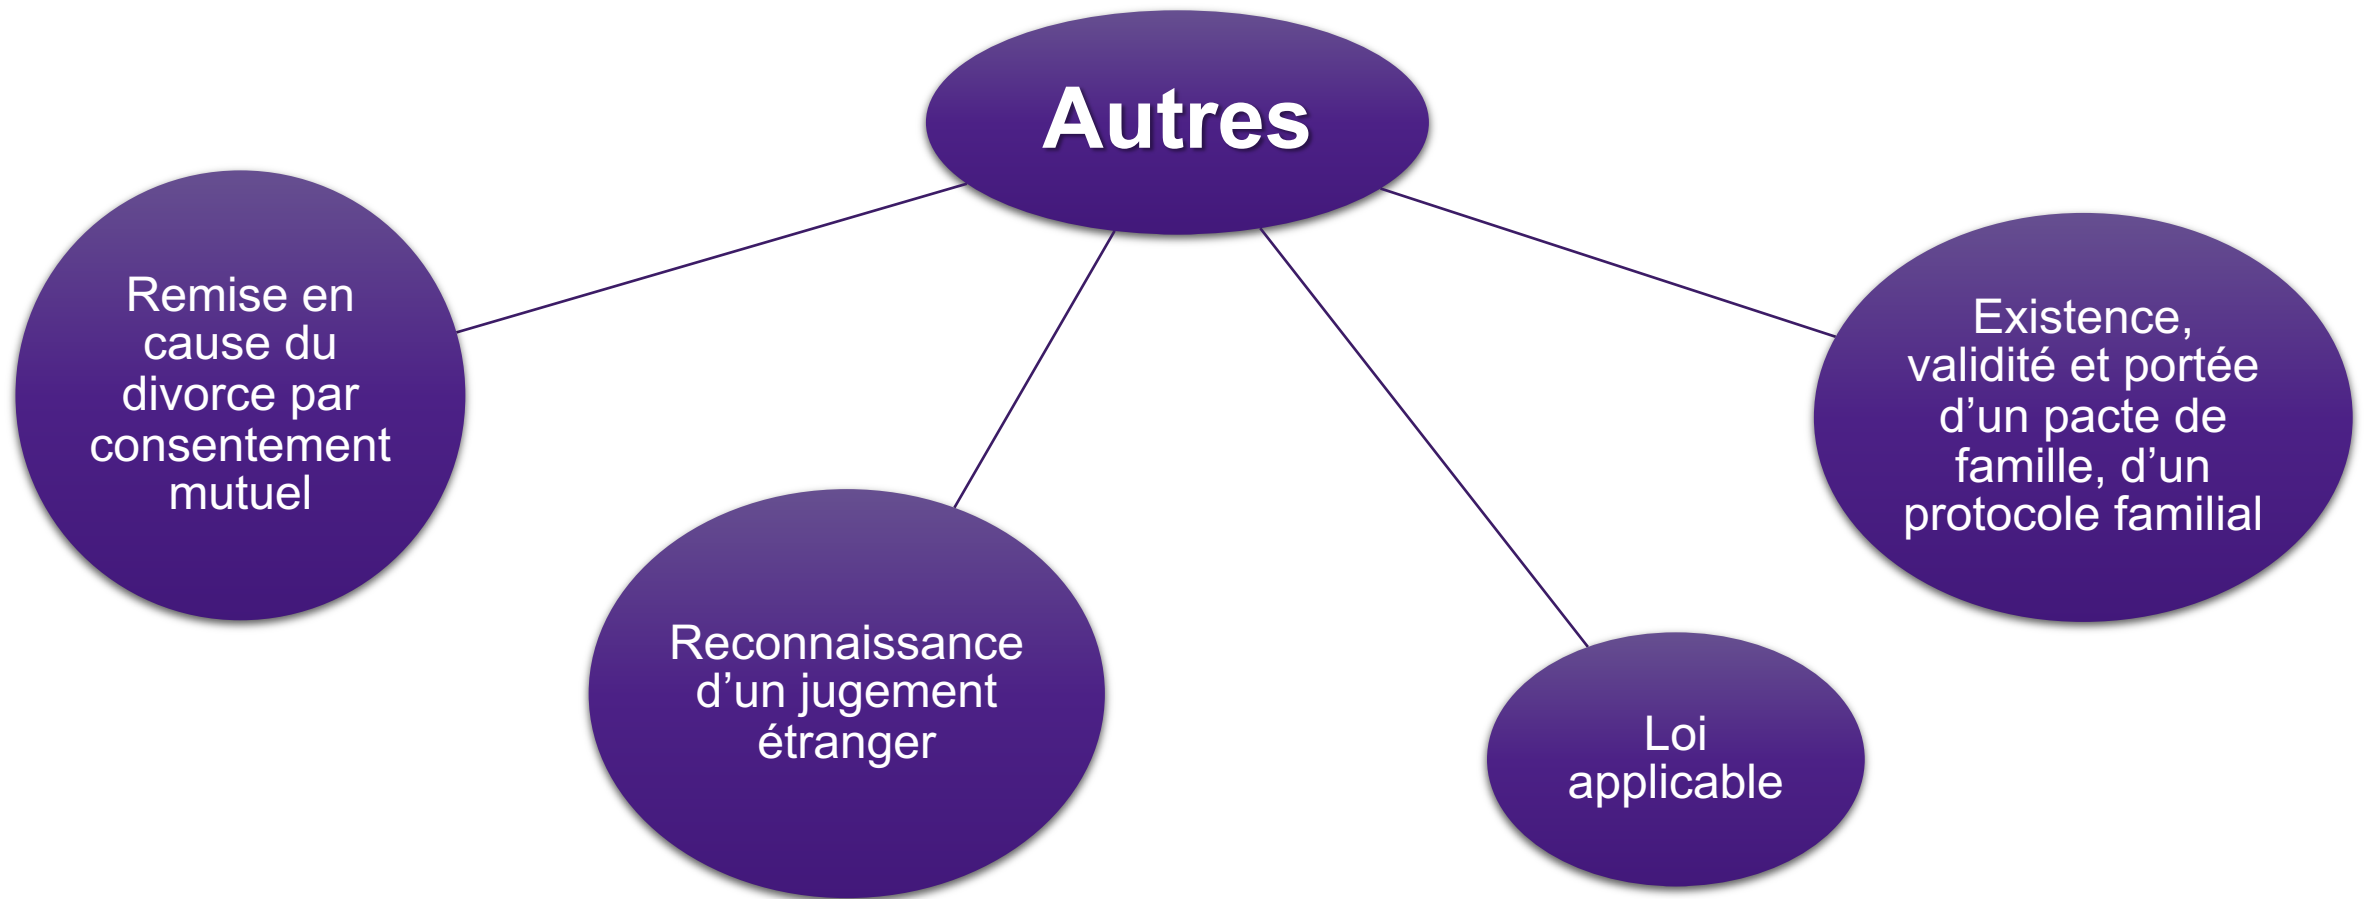 Autres
Remise en
cause du
divorce par
consentement
mutuel
Reconnaissance
d’un jugement
étranger
Loi
applicable
Existence,
validité et portée
d’un pacte de
famille, d’un
protocole familial